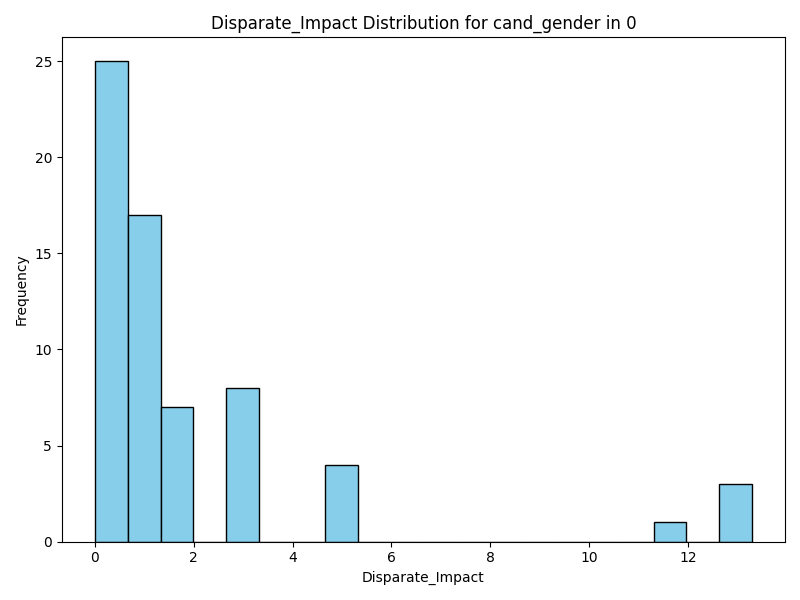 Disparate_Impact Distribution for cand_gender in 0
Frequency
25
20
15
10
5
0
0 2 4 6 8 10 12
Disparate_Impact